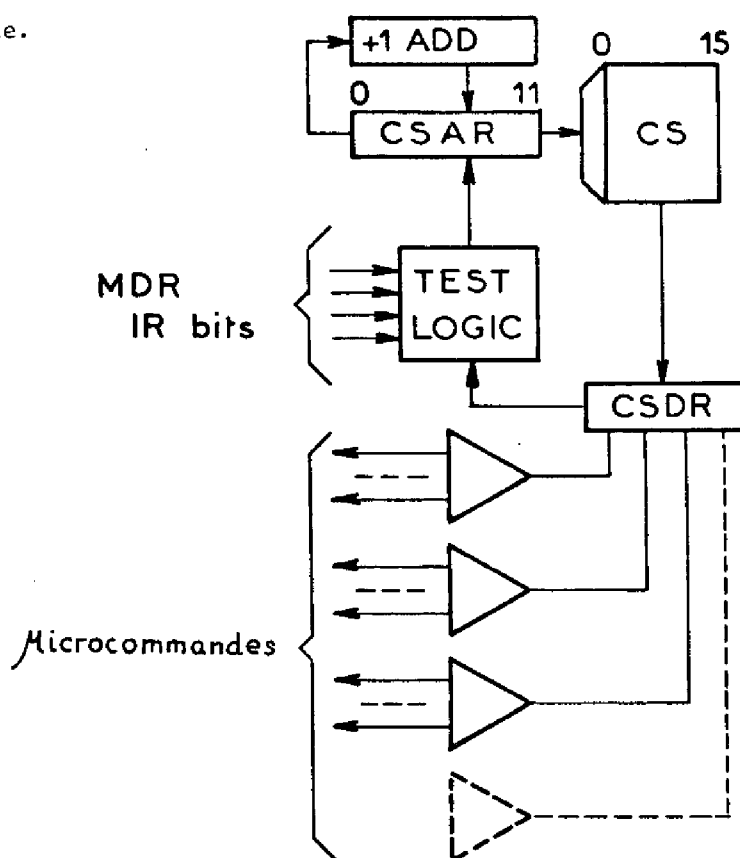 e.
+1 ADD
0 15
0 11
CSAR
CS
MDR
IR bits
TEST
LOGIC
CSDR
Microcommandes